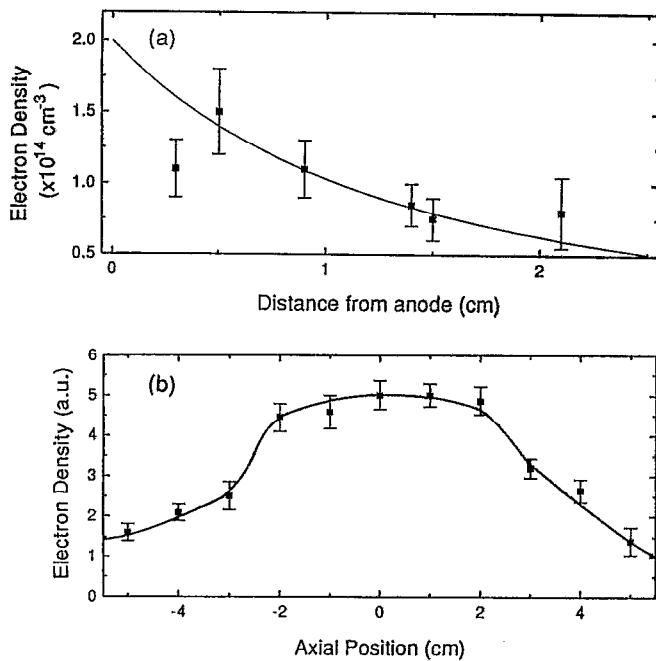 (a)
2.0
1.5
1.0
0.5
Electron Density
(x10¹⁴ cm⁻³)
0
1
2
Distance from anode (cm)
(b)
6
5
4
3
2
1
0
Electron Density (a.u.)
-4
-2
0
2
4
Axial Position (cm)